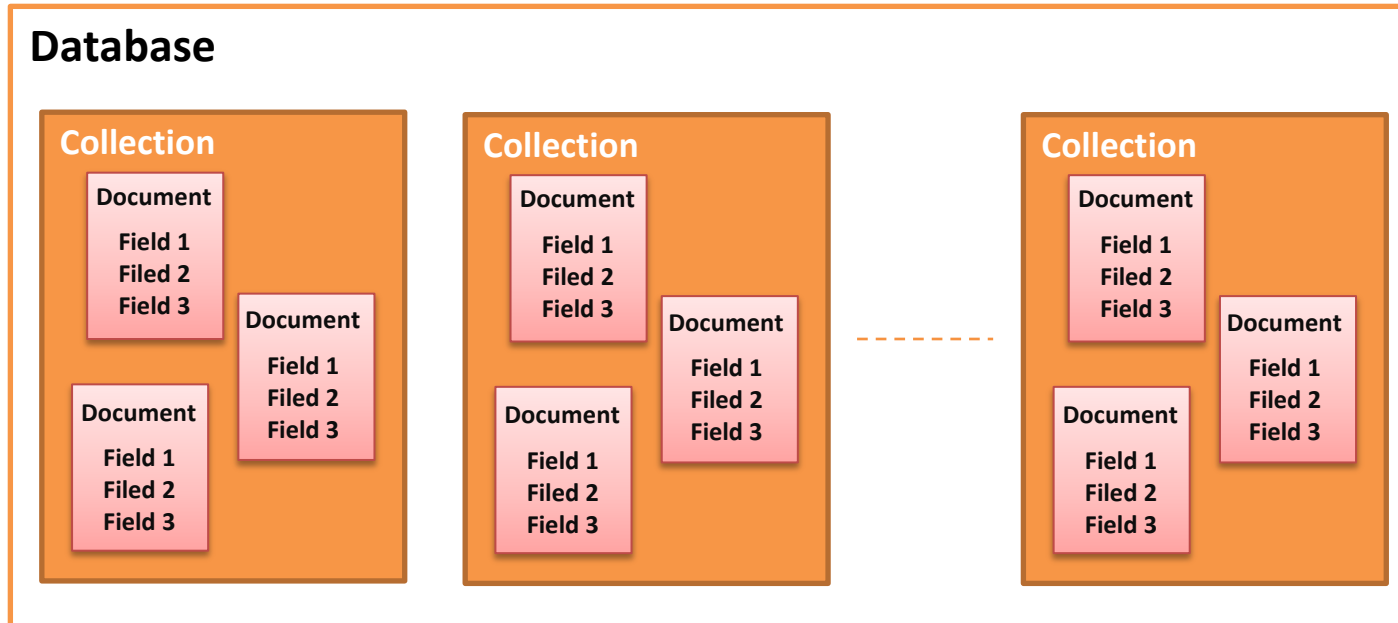 Database
Collection
Document
Field 1
Filed 2
Field 3
Document
Field 1
Filed 2
Field 3
Document
Field 1
Filed 2
Field 3
Collection
Document
Field 1
Filed 2
Field 3
Document
Field 1
Filed 2
Field 3
Document
Field 1
Filed 2
Field 3
Collection
Document
Field 1
Filed 2
Field 3
Document
Field 1
Filed 2
Field 3
Document
Field 1
Filed 2
Field 3